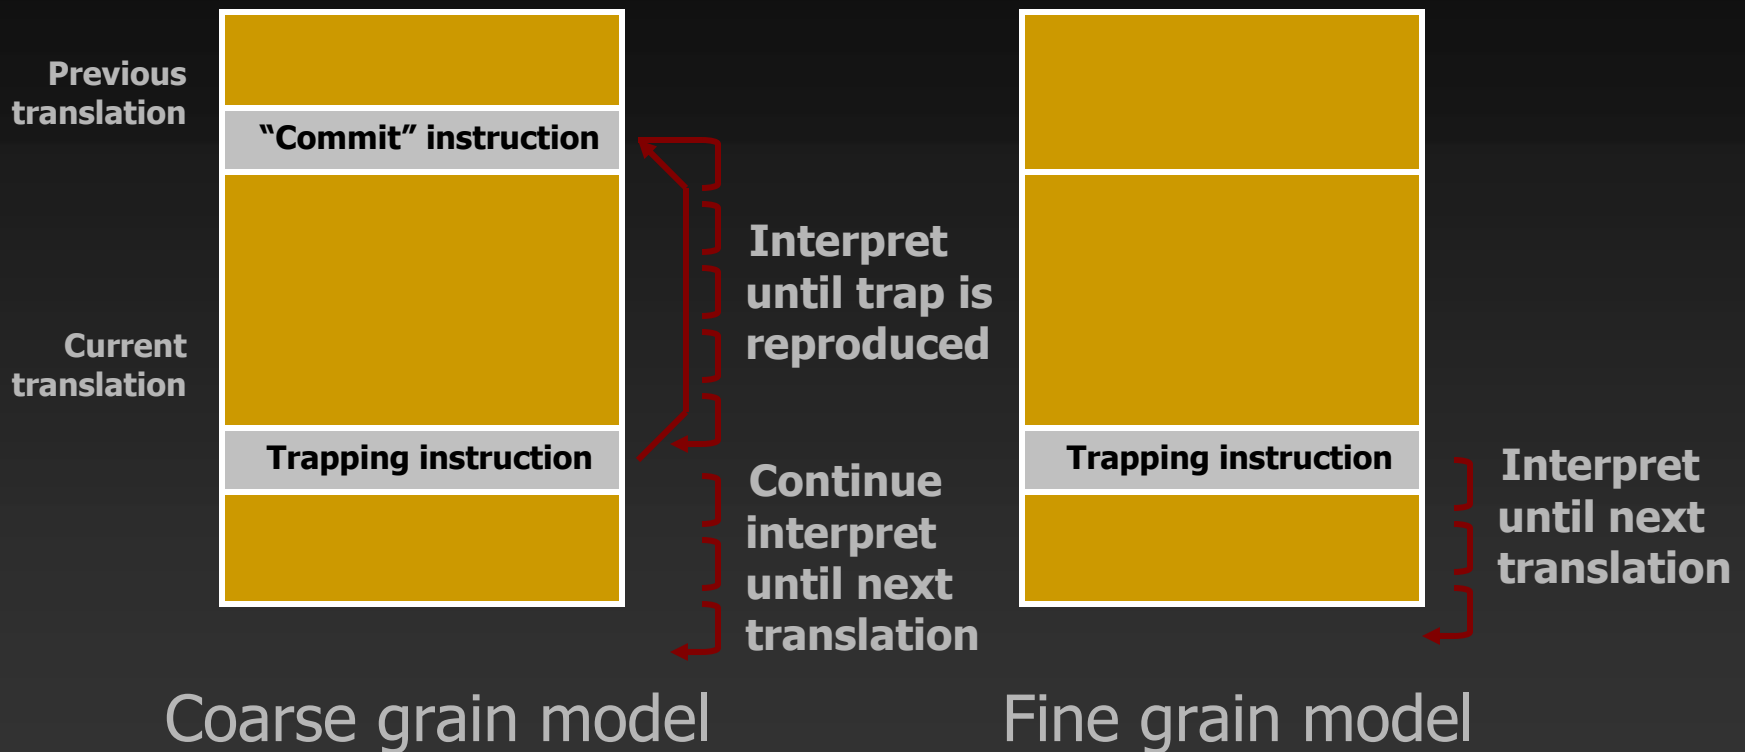 Previous
translation
“Commit” instruction
Interpret
until trap is
reproduced
Current
translation
Trapping instruction
Continue
interpret
until next
translation
Coarse grain model
Trapping instruction
Interpret
until next
translation
Fine grain model